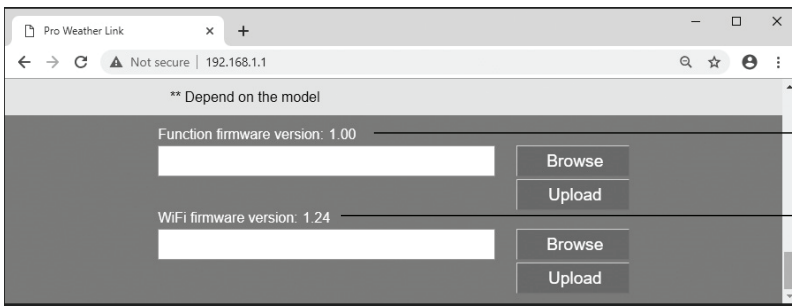 Pro Weather Link
Not secure | 192.168.1.1
** Depend on the model
Function firmware version: 1.00
Browse
Upload
WiFi firmware version: 1.24
Browse
Upload